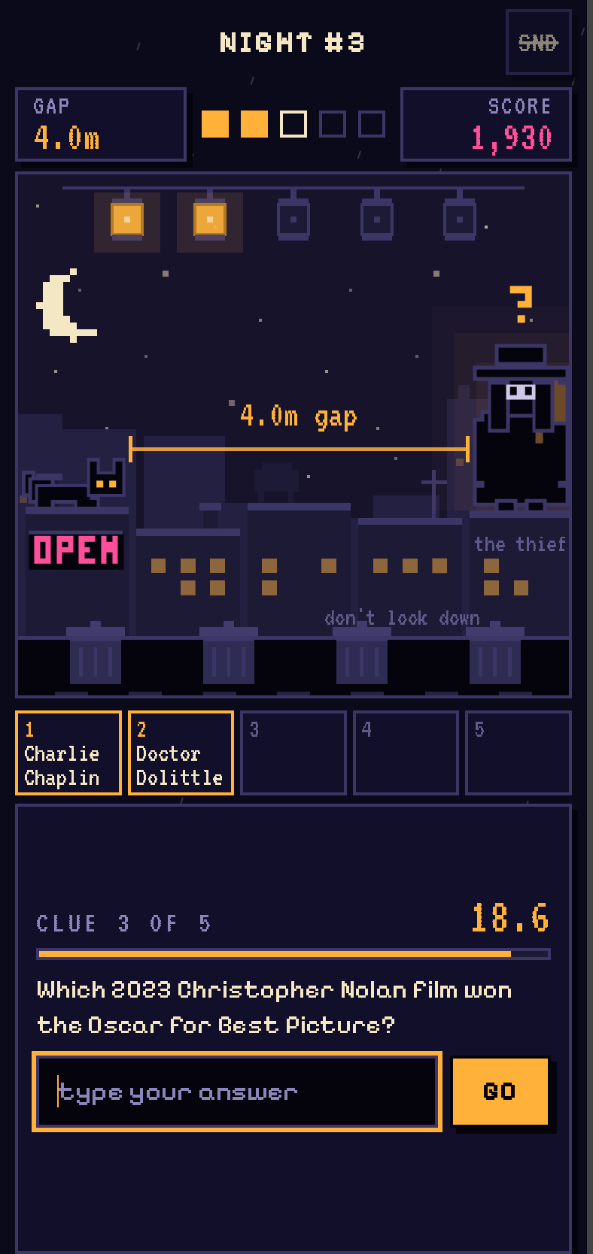 NIGHT #3
SND
GAP
4.0m
SCORE
1,930
?
4.0m gap
OPEN
the thief
don't look down
1
Charlie
Chaplin
2
Doctor
Dolittle
3
4
5
CLUE 3 OF 5
18.6
Which 2023 Christopher Nolan film won
the Oscar for Best Picture?
type your answer
GO